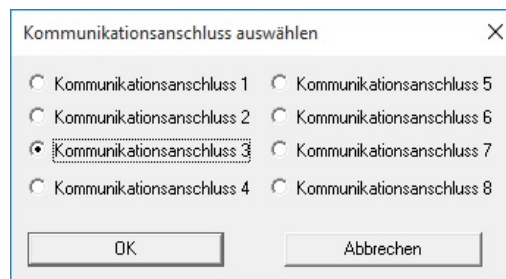 Kommunikationsanschluss auswählen
Kommunikationsanschluss 1
Kommunikationsanschluss 2
Kommunikationsanschluss 3
Kommunikationsanschluss 4
Kommunikationsanschluss 5
Kommunikationsanschluss 6
Kommunikationsanschluss 7
Kommunikationsanschluss 8
OK
Abbrechen